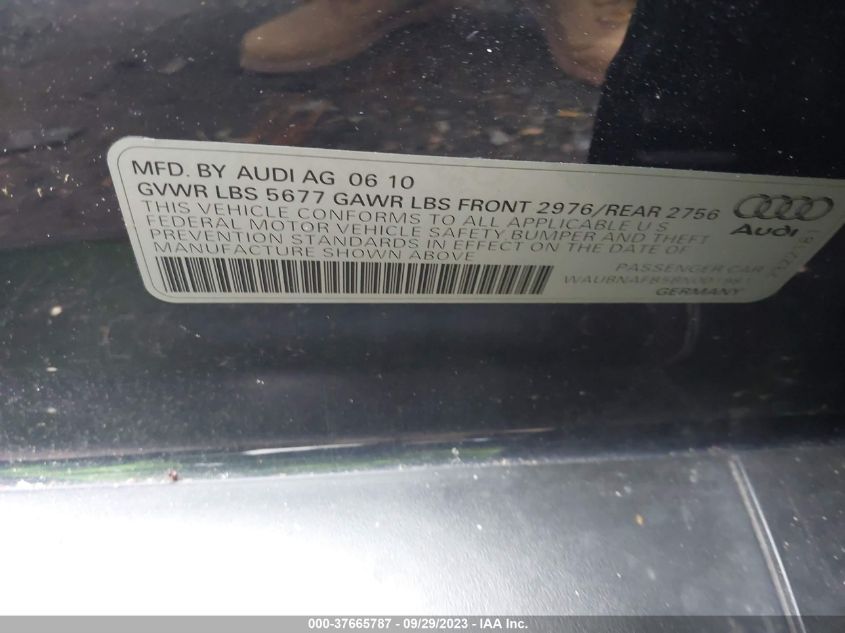 MFD. BY AUDI AG 06 10
GVWR LBS 5677 GAWR LBS FRONT 2976/REAR 2756
THIS VEHICLE CONFORMS TO ALL APPLICABLE U S
FEDERAL MOTOR VEHICLE SAFETY BUMPER AND THEFT
PREVENTION STANDARDS IN EFFECT ON THE DATE OF
MANUFACTURE SHOWN ABOVE
Audi
PASSENGER CAR
GERMANY
000-37665787 - 09/29/2023 - IAA Inc.